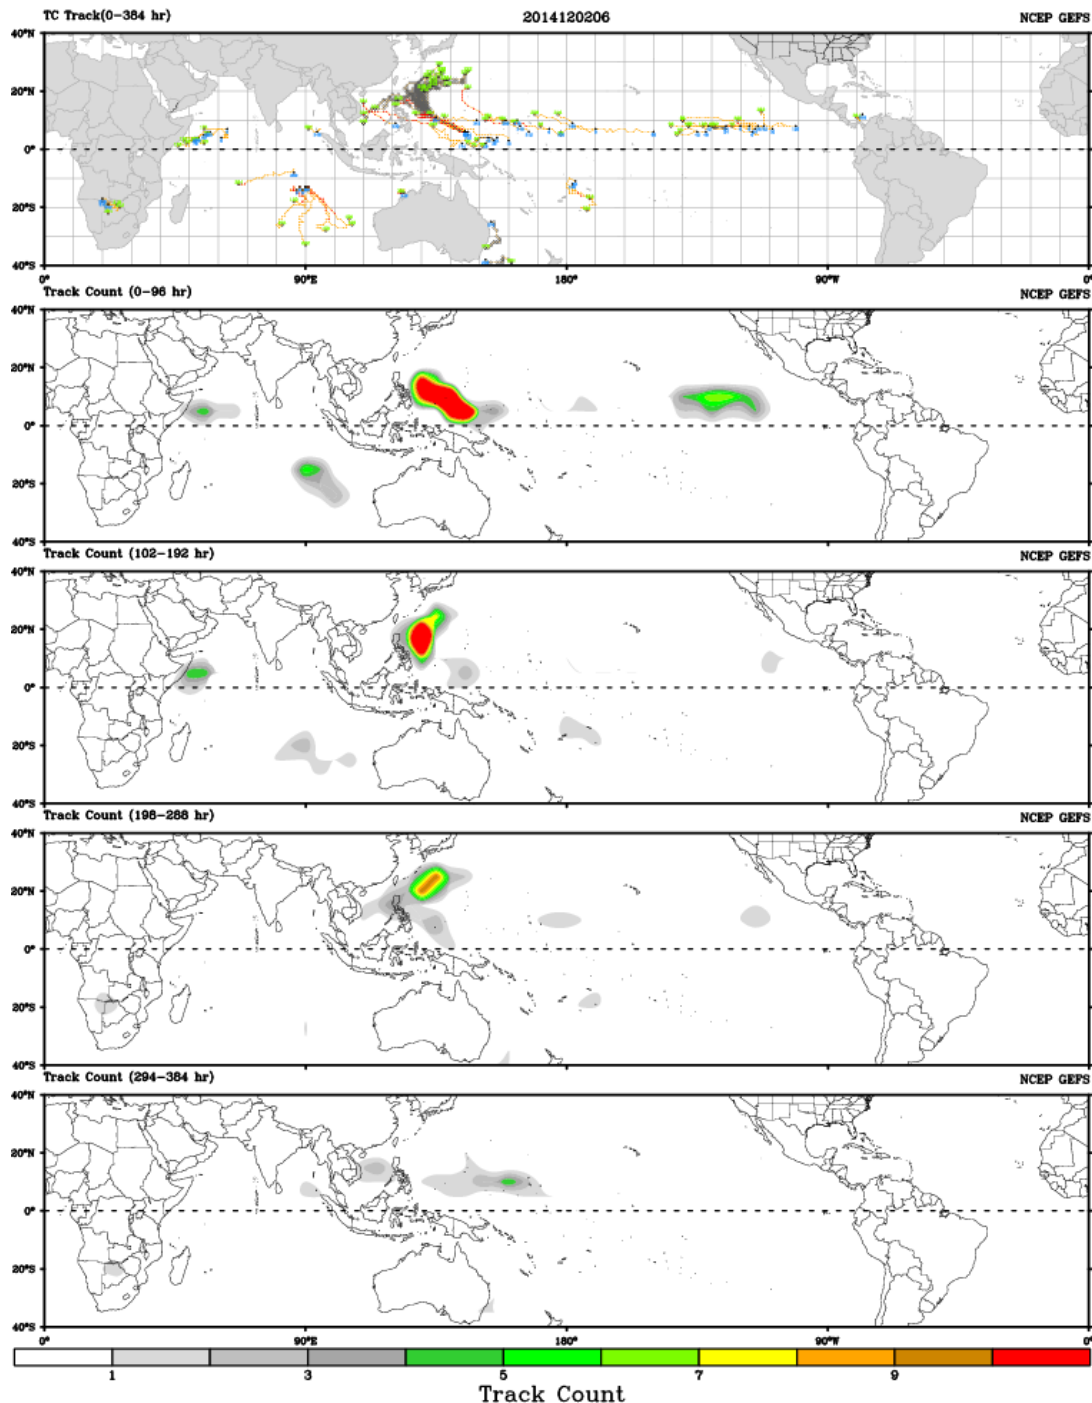 TC Track(0-384 hr) 2014120206 NCEP GEFS
40°N
20°N
0°
20°S
40°S
0° 90°E 180° 90°W 0°
Track Count (0-96 hr) NCEP GEFS
40°N
20°N
0°
20°S
40°S
Track Count (102-192 hr) NCEP GEFS
40°N
20°N
0°
20°S
40°S
Track Count (198-288 hr) NCEP GEFS
40°N
20°N
0°
20°S
40°S
Track Count (294-384 hr) NCEP GEFS
40°N
20°N
0°
20°S
40°S
0° 90°E 180° 90°W 0°
1 3 5 7 9
Track Count